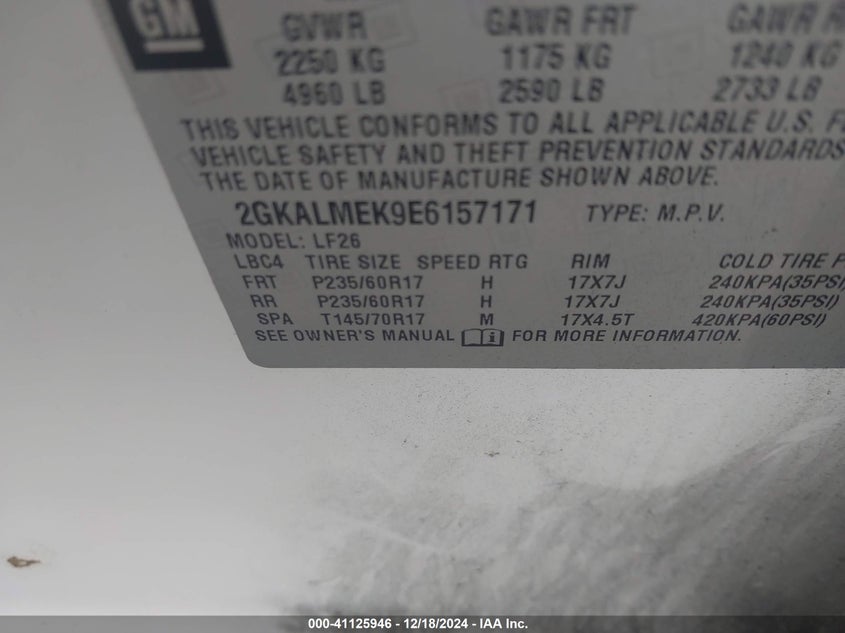 GM
GVWR GAWR FRT GAWR R
2250 KG 1175 KG 1240 KG
4960 LB 2590 LB 2733 LB
THIS VEHICLE CONFORMS TO ALL APPLICABLE U.S. F
VEHICLE SAFETY AND THEFT PREVENTION STANDARDS
THE DATE OF MANUFACTURE SHOWN ABOVE.
2GKALMEK9E6157171 TYPE: M.P.V.
MODEL: LF26
LBC4 TIRE SIZE SPEED RTG RIM COLD TIRE P
FRT P235/60R17 H 17X7J 240KPA(35PSI)
RR P235/60R17 H 17X7J 240KPA(35PSI)
SPA T145/70R17 M 17X4.5T 420KPA(60PSI)
SEE OWNER'S MANUAL i FOR MORE INFORMATION.
000-41125946 - 12/18/2024 - IAA Inc.